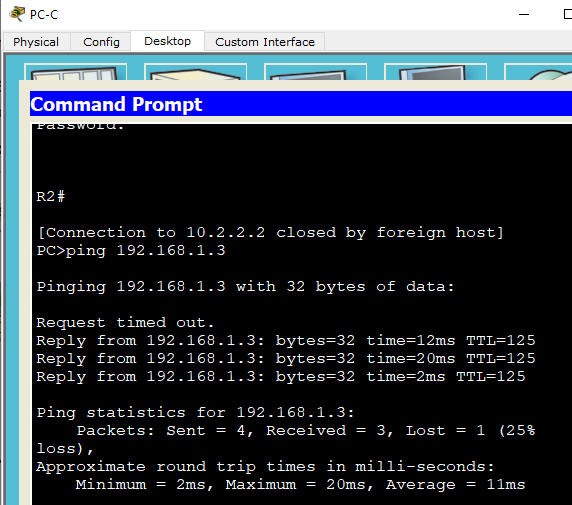 PC-C
Physical Config Desktop Custom Interface
Command Prompt
Password:
R2#
[Connection to 10.2.2.2 closed by foreign host]
PC>ping 192.168.1.3
Pinging 192.168.1.3 with 32 bytes of data:
Request timed out.
Reply from 192.168.1.3: bytes=32 time=12ms TTL=125
Reply from 192.168.1.3: bytes=32 time=20ms TTL=125
Reply from 192.168.1.3: bytes=32 time=2ms TTL=125
Ping statistics for 192.168.1.3:
Packets: Sent = 4, Received = 3, Lost = 1 (25%
loss),
Approximate round trip times in milli-seconds:
Minimum = 2ms, Maximum = 20ms, Average = 11ms